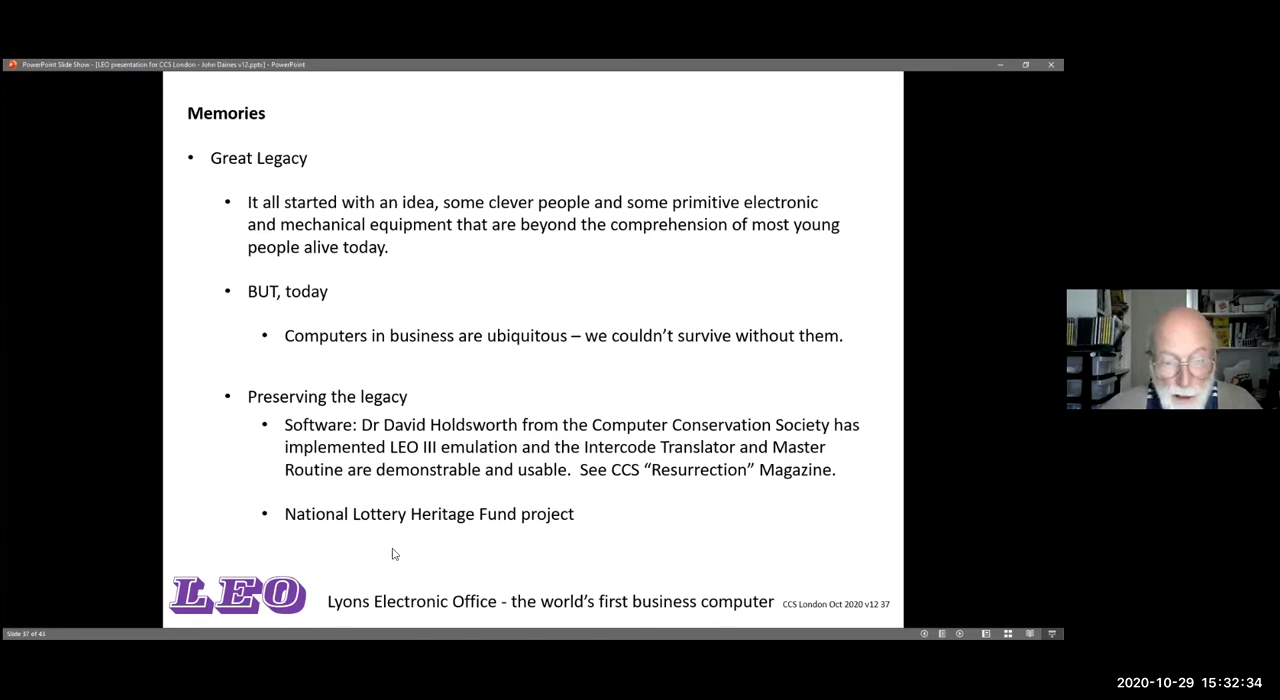 PowerPoint Slide Show - [LEO presentation for CCS London - John Daines v12.pptx] - PowerPoint
Memories
• Great Legacy
• It all started with an idea, some clever people and some primitive electronic
and mechanical equipment that are beyond the comprehension of most young
people alive today.
• BUT, today
• Computers in business are ubiquitous – we couldn’t survive without them.
• Preserving the legacy
• Software: Dr David Holdsworth from the Computer Conservation Society has
implemented LEO III emulation and the Intercode Translator and Master
Routine are demonstrable and usable.  See CCS “Resurrection” Magazine.
• National Lottery Heritage Fund project
LEO
Lyons Electronic Office - the world’s first business computer
CCS London Oct 2020 v12 37
Slide 37 of 43
2020-10-29 15:32:34